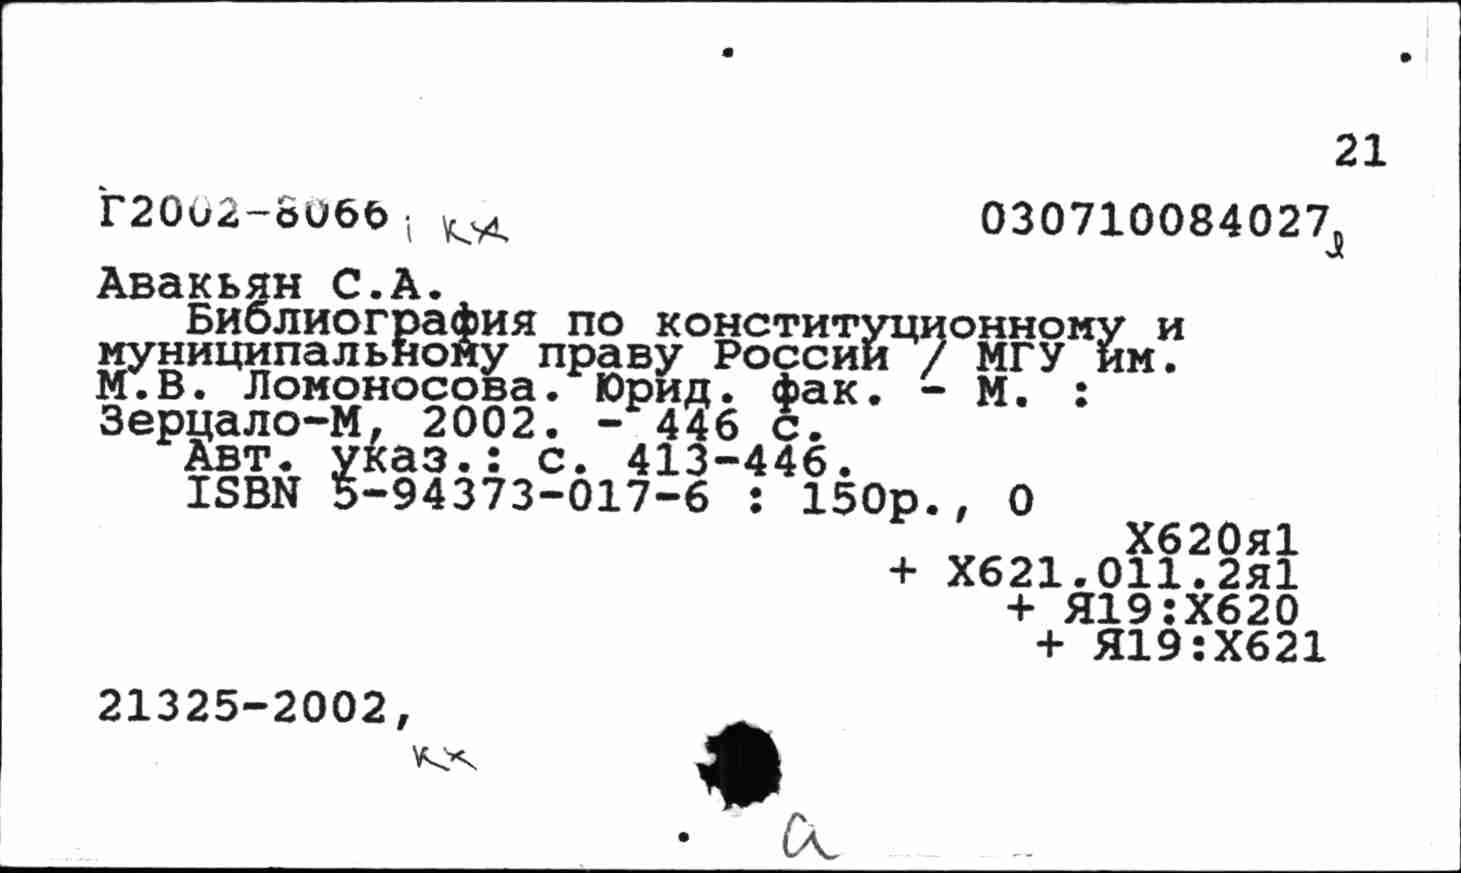 21
Г2002-8066 кх 030710084027
Авакьян С.А.
Библиография по конституционному и
муниципальному праву России / МГУ им.
М.В. Ломоносова. Юрид. фак. - М. :
Зерцало-М, 2002. - 446 с.
Авт. указ.: с. 413-446.
ISBN 5-94373-017-6 : 150р., 0
Х620я1
+ Х621.011.2я1
+ Я19:Х620
+ Я19:Х621
21325-2002,
кх
а